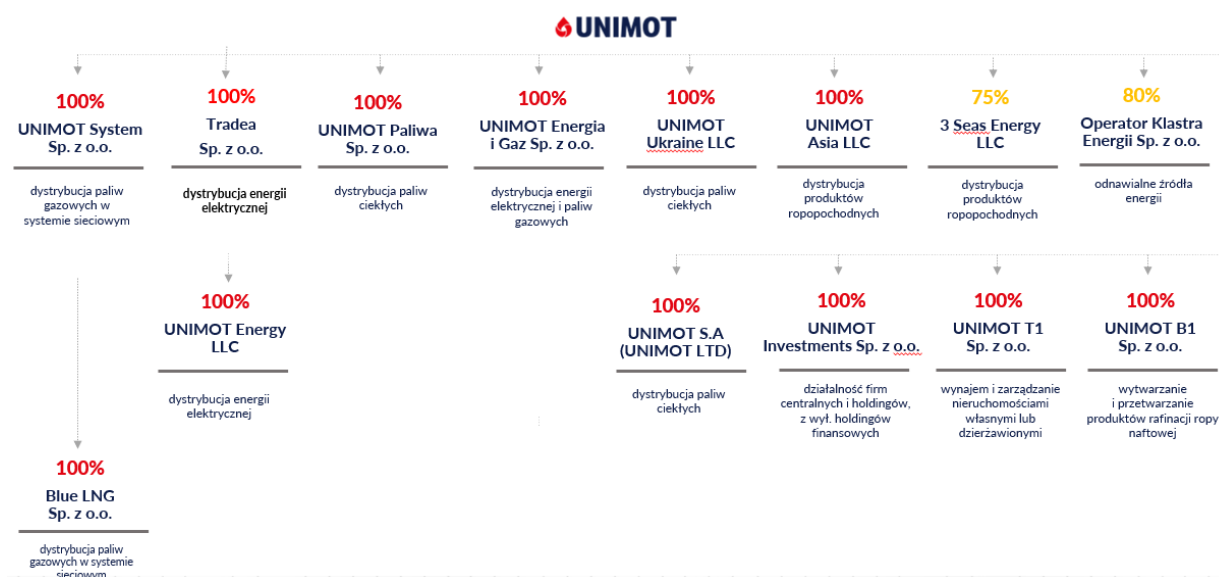 UNIMOT
100%
UNIMOT System
Sp. z o.o.
dystrybucja paliw
gazowych w
systemie sieciowym
100%
Tradea
Sp. z o.o.
dystrybucja energii
elektrycznej
100%
UNIMOT Paliwa
Sp. z o.o.
dystrybucja paliw
ciekłych
100%
UNIMOT Energia
i Gaz Sp. z o.o.
dystrybucja energii
elektrycznej i paliw
gazowych
100%
UNIMOT
Ukraine LLC
dystrybucja paliw
ciekłych
100%
UNIMOT
Asia LLC
dystrybucja
produktów
ropopochodnych
75%
3 Seas Energy
LLC
dystrybucja
produktów
ropopochodnych
80%
Operator Klastra
Energii Sp. z o.o.
odnawialne źródła
energii
100%
UNIMOT Energy
LLC
dystrybucja energii
elektrycznej
100%
UNIMOT S.A
(UNIMOT LTD)
dystrybucja paliw
ciekłych
100%
UNIMOT
Investments Sp. z o.o.
działalność firm
centralnych i holdingów,
z wył. holdingów
finansowych
100%
UNIMOT T1
Sp. z o.o.
wynajem i zarządzanie
nieruchomościami
własnymi lub
dzierżawionymi
100%
UNIMOT B1
Sp. z o.o.
wytwarzanie
i przetwarzanie
produktów rafinacji ropy
naftowej
100%
Blue LNG
Sp. z o.o.
dystrybucja paliw
gazowych w systemie
sieciowym